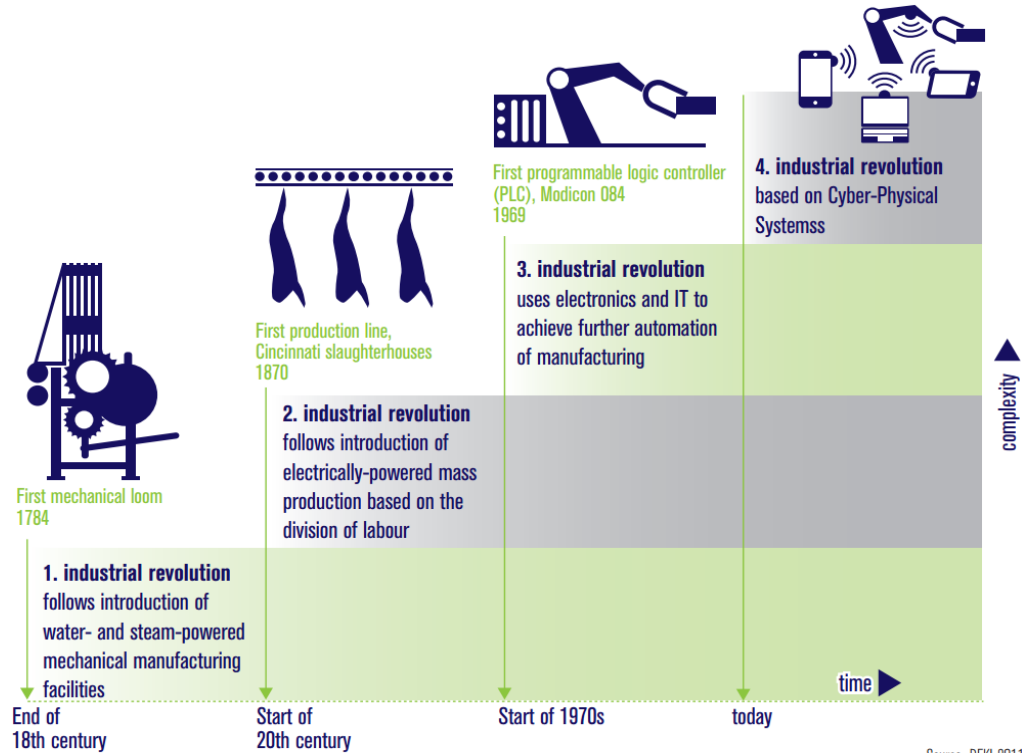 First mechanical loom
1784
First production line,
Cincinnati slaughterhouses
1870
First programmable logic controller
(PLC), Modicon 084
1969
4. industrial revolution
based on Cyber-Physical
Systemss
3. industrial revolution
uses electronics and IT to
achieve further automation
of manufacturing
2. industrial revolution
follows introduction of
electrically-powered mass
production based on the
division of labour
1. industrial revolution
follows introduction of
water- and steam-powered
mechanical manufacturing
facilities
complexity
time
End of
18th century
Start of
20th century
Start of 1970s
today